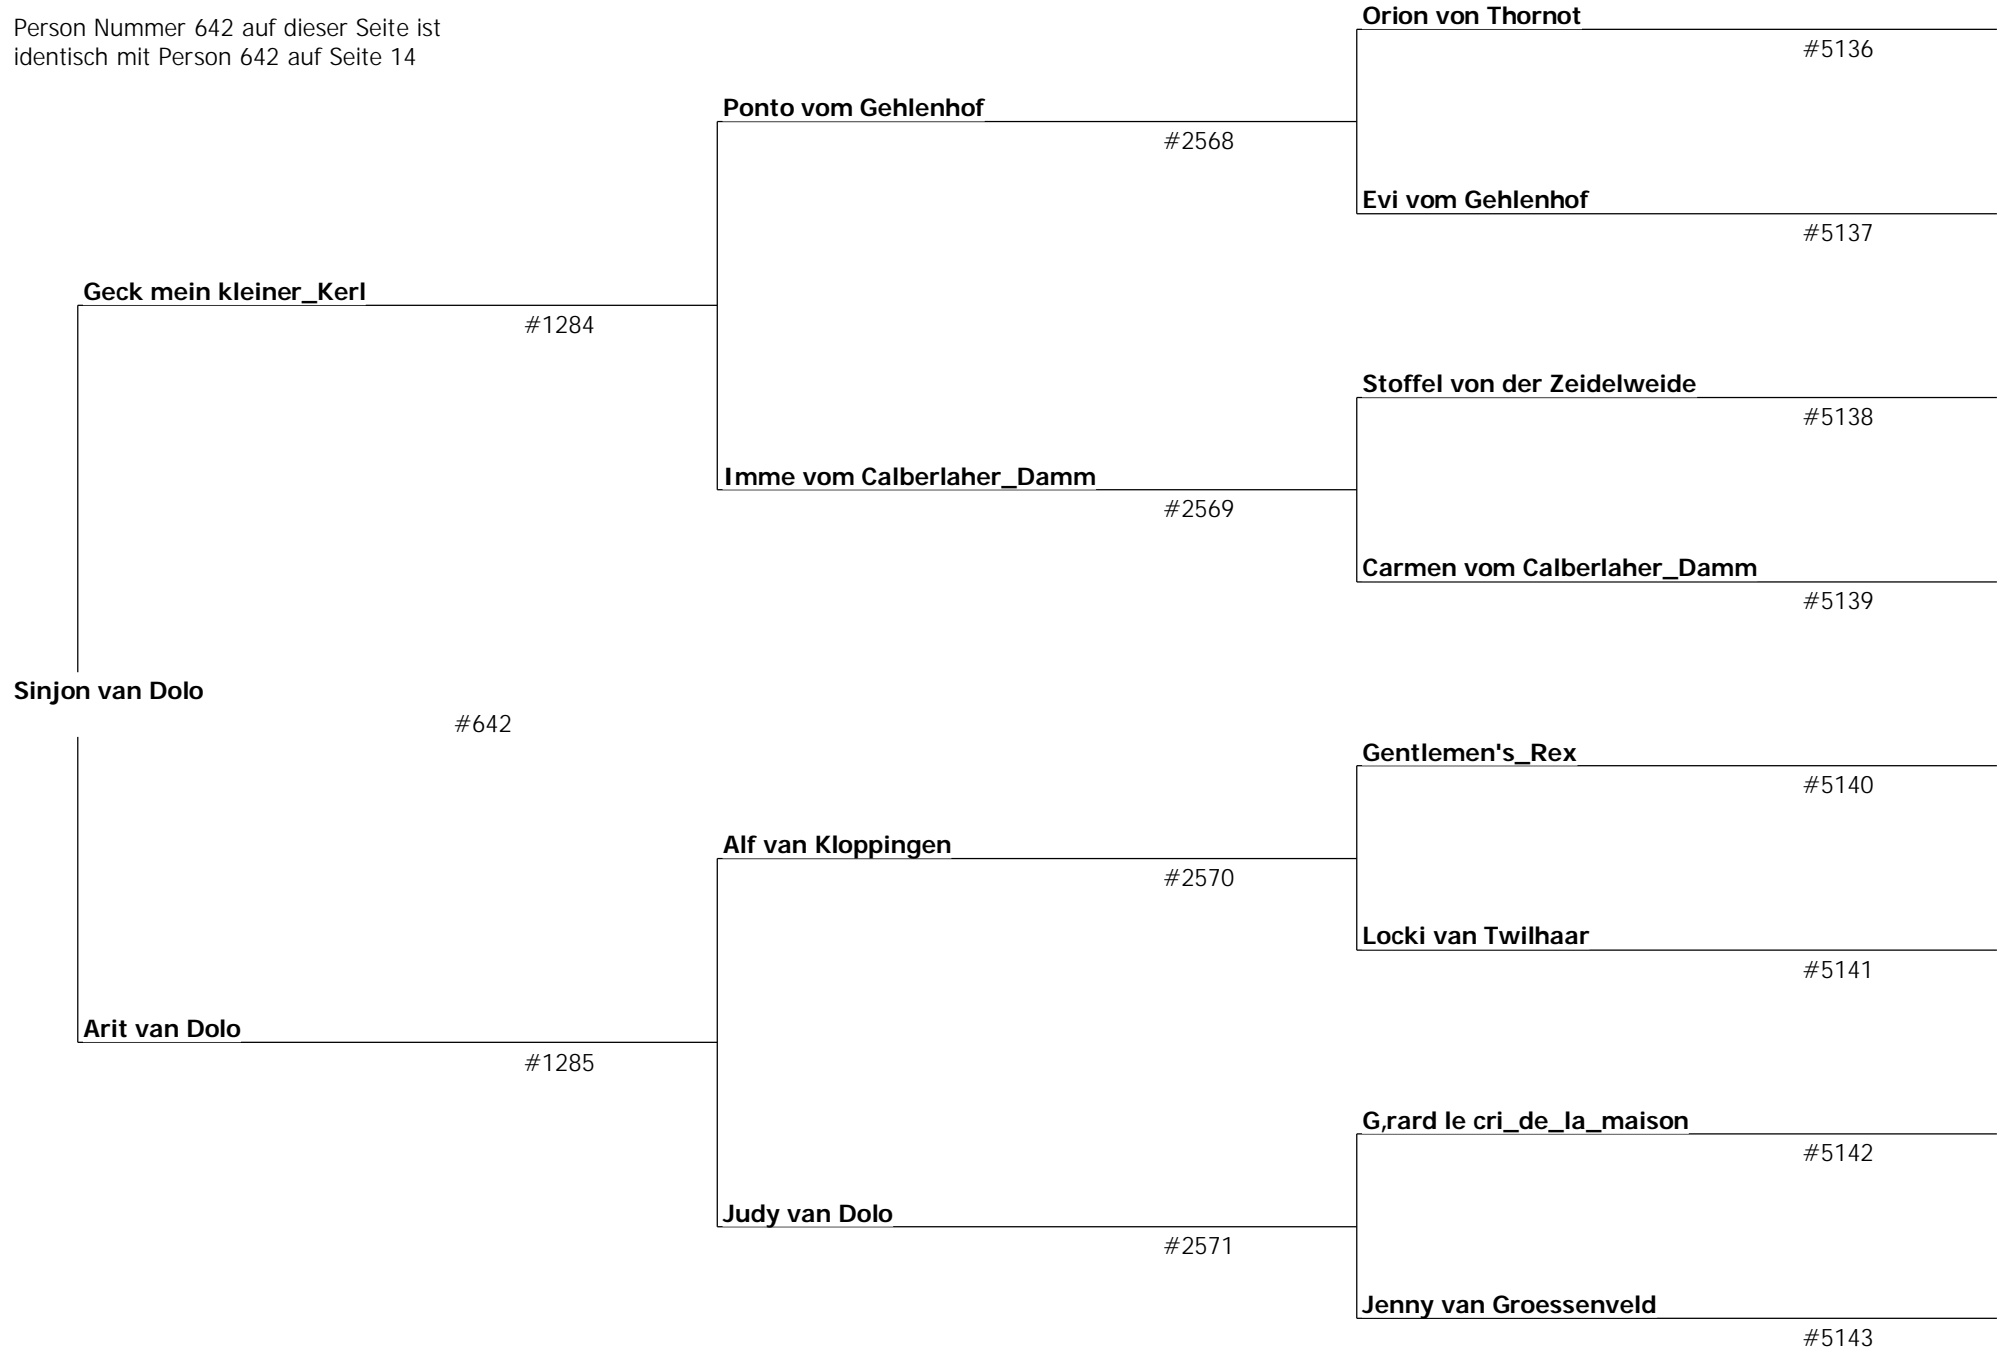 Person Nummer 642 auf dieser Seite ist
identisch mit Person 642 auf Seite 14
Orion von Thornot
#5136
Ponto vom Gehlenhof
#2568
Evi vom Gehlenhof
#5137
Geck mein kleiner_Kerl
#1284
Stoffel von der Zeidelweide
#5138
Imme vom Calberlaher_Damm
#2569
Carmen vom Calberlaher_Damm
#5139
Sinjon van Dolo
#642
Gentlemen's_Rex
#5140
Alf van Kloppingen
#2570
Locki van Twilhaar
#5141
Arit van Dolo
#1285
G,rard le cri_de_la_maison
#5142
Judy van Dolo
#2571
Jenny van Groessenveld
#5143